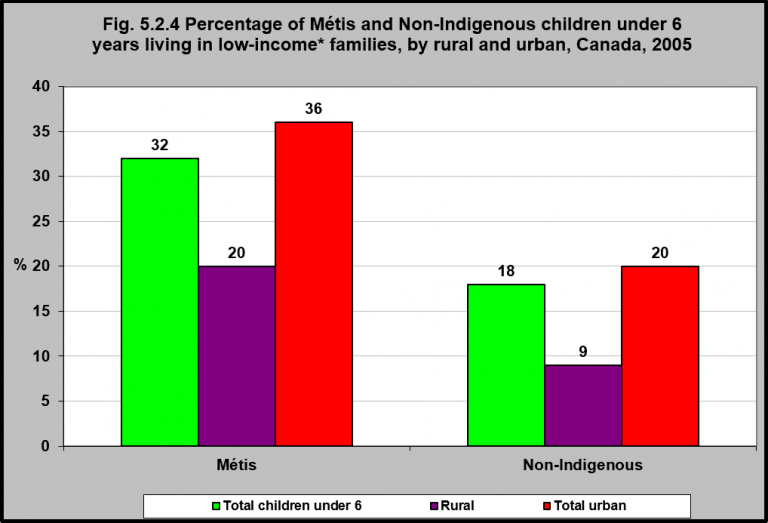 Fig. 5.2.4 Percentage of Métis and Non-Indigenous children under 6
years living in low-income* families, by rural and urban, Canada, 2005
40
35
30
25
% 20
15
10
5
0
32
20
36
18
9
20
Métis
Non-Indigenous
Total children under 6
Rural
Total urban